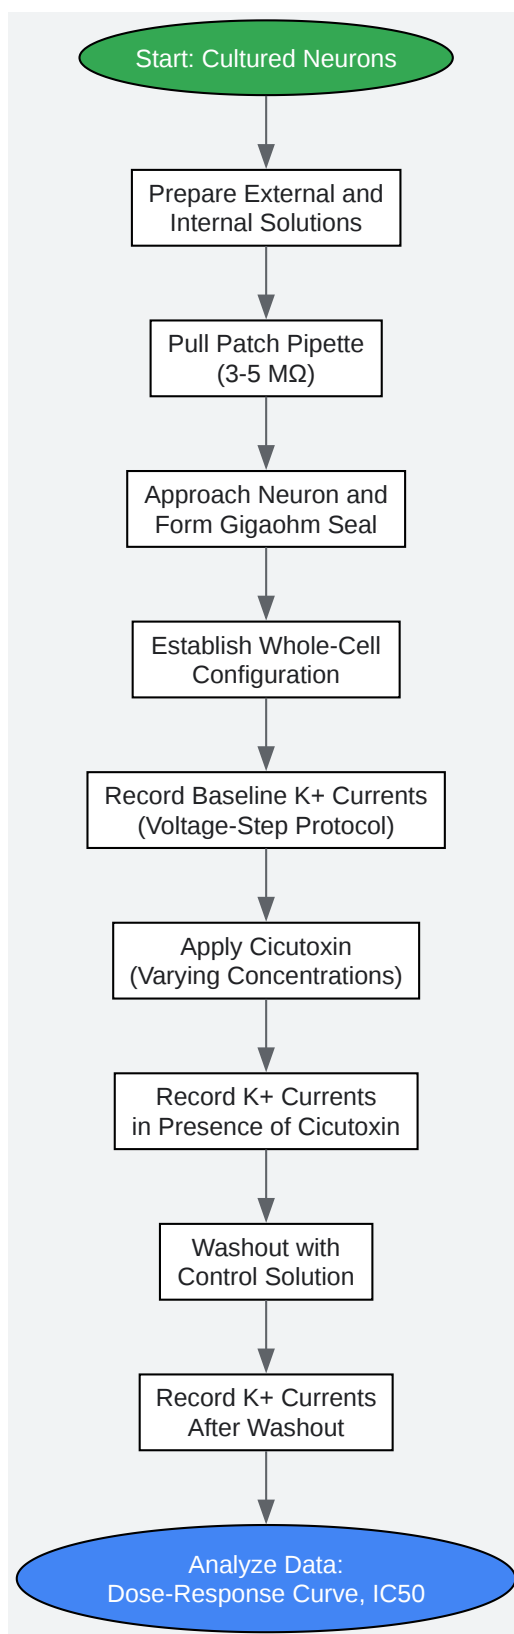 Start: Cultured Neurons
Prepare External and
Internal Solutions
Pull Patch Pipette
(3-5 MΩ)
Approach Neuron and
Form Gigaohm Seal
Establish Whole-Cell
Configuration
Record Baseline K+ Currents
(Voltage-Step Protocol)
Apply Cicutoxin
(Varying Concentrations)
Record K+ Currents
in Presence of Cicutoxin
Washout with
Control Solution
Record K+ Currents
After Washout
Analyze Data:
Dose-Response Curve, IC50